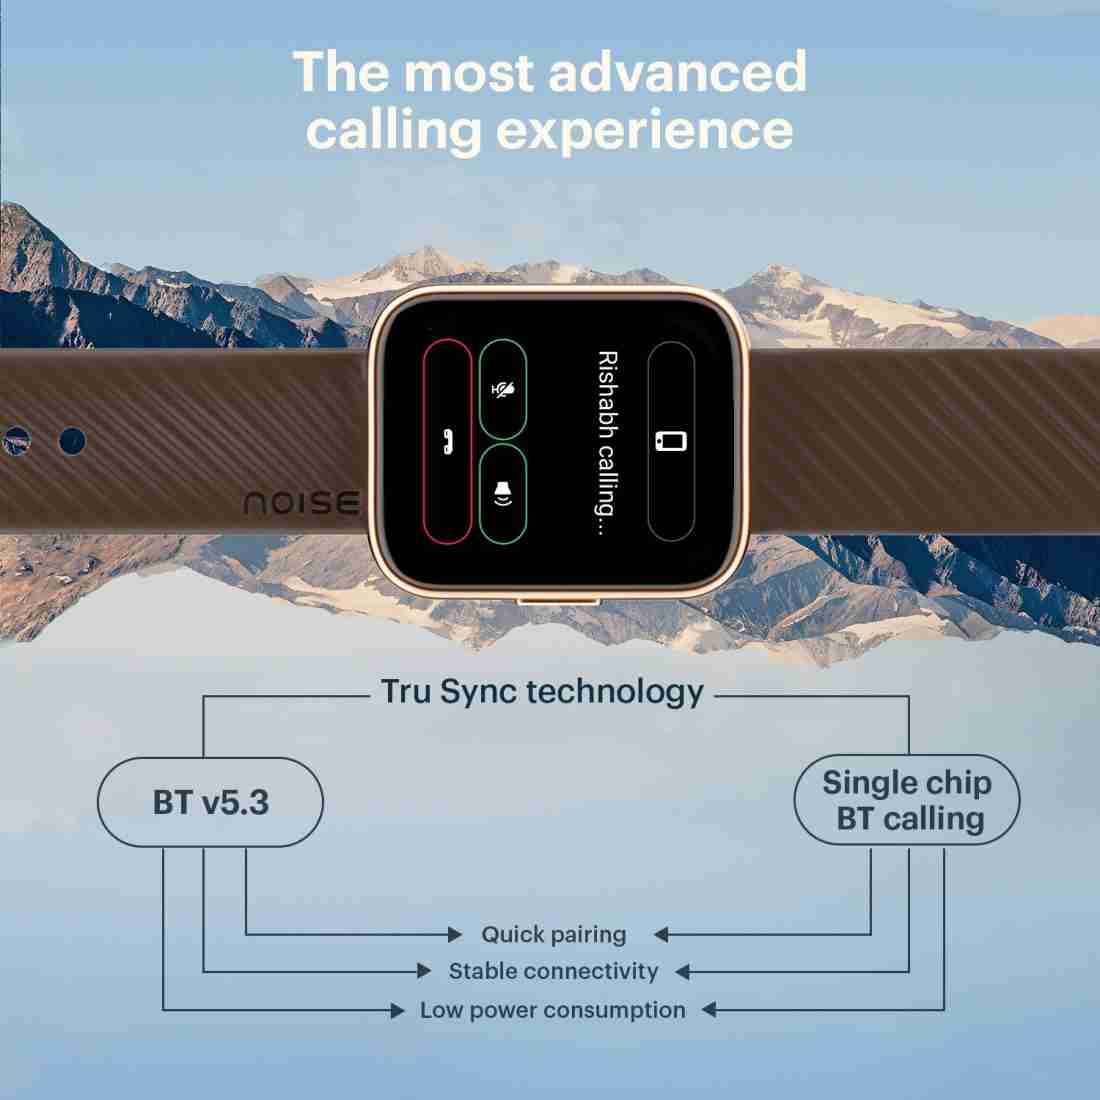 The most advanced
calling experience
Rishabh calling...
noise
Tru Sync technology
BT v5.3
Single chip
BT calling
Quick pairing
Stable connectivity
Low power consumption